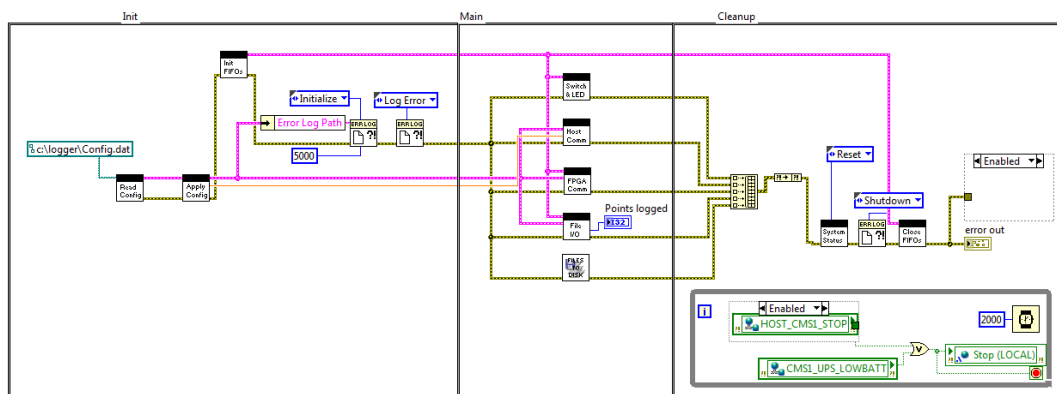 Init
Main
Cleanup
Init
FIFOs
Initialize
Log Error
Error Log Path
ERR LOG
?!
ERR LOG
?!
5000
c:\logger\Config.dat
Read
Config
Apply
Config
Switch
& LED
Host
Comm
FPGA
Comm
File
I/O
Points logged
I32
FILES
TO
DISK
?!
?!
Reset
Shutdown
System
Status
ERR LOG
?!
Close
FIFOs
Enabled
error out
i
Enabled
HOST_CMS1_STOP
?!
?!
2000
CMS1_UPS_LOWBATT
?!
?!
V
Stop (LOCAL)
?!
?!